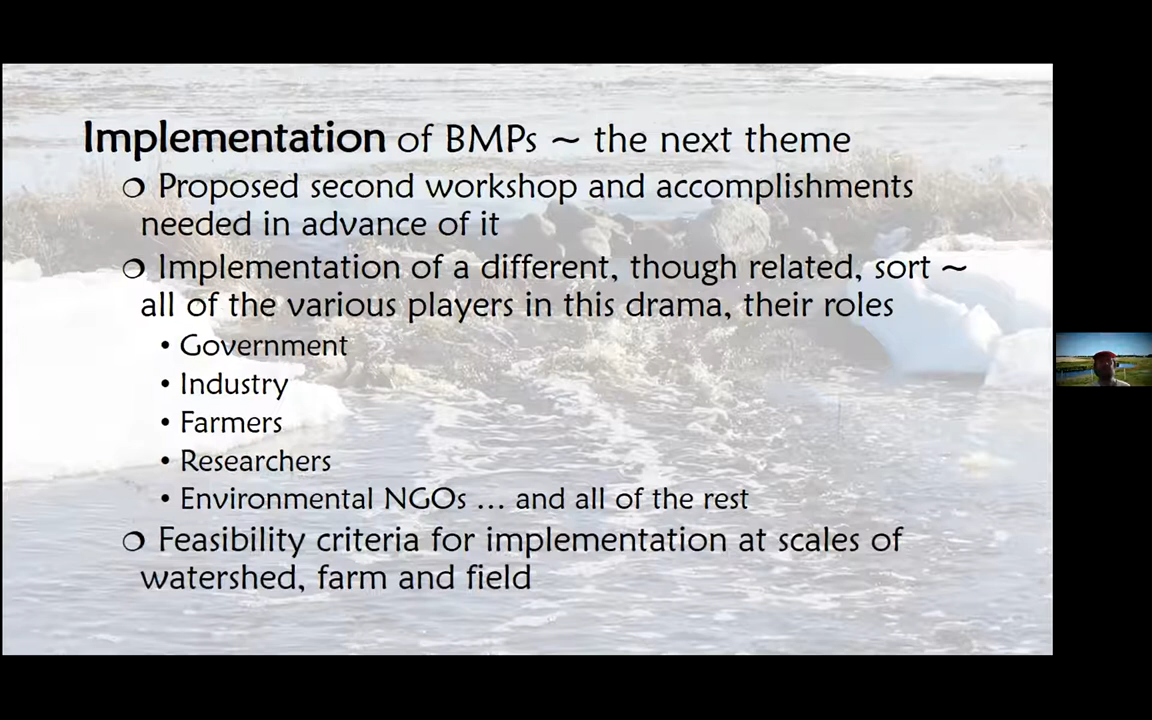 Implementation of BMPs ~ the next theme
❍ Proposed second workshop and accomplishments
needed in advance of it
❍ Implementation of a different, though related, sort ~
all of the various players in this drama, their roles
• Government
• Industry
• Farmers
• Researchers
• Environmental NGOs … and all of the rest
❍ Feasibility criteria for implementation at scales of
watershed, farm and field